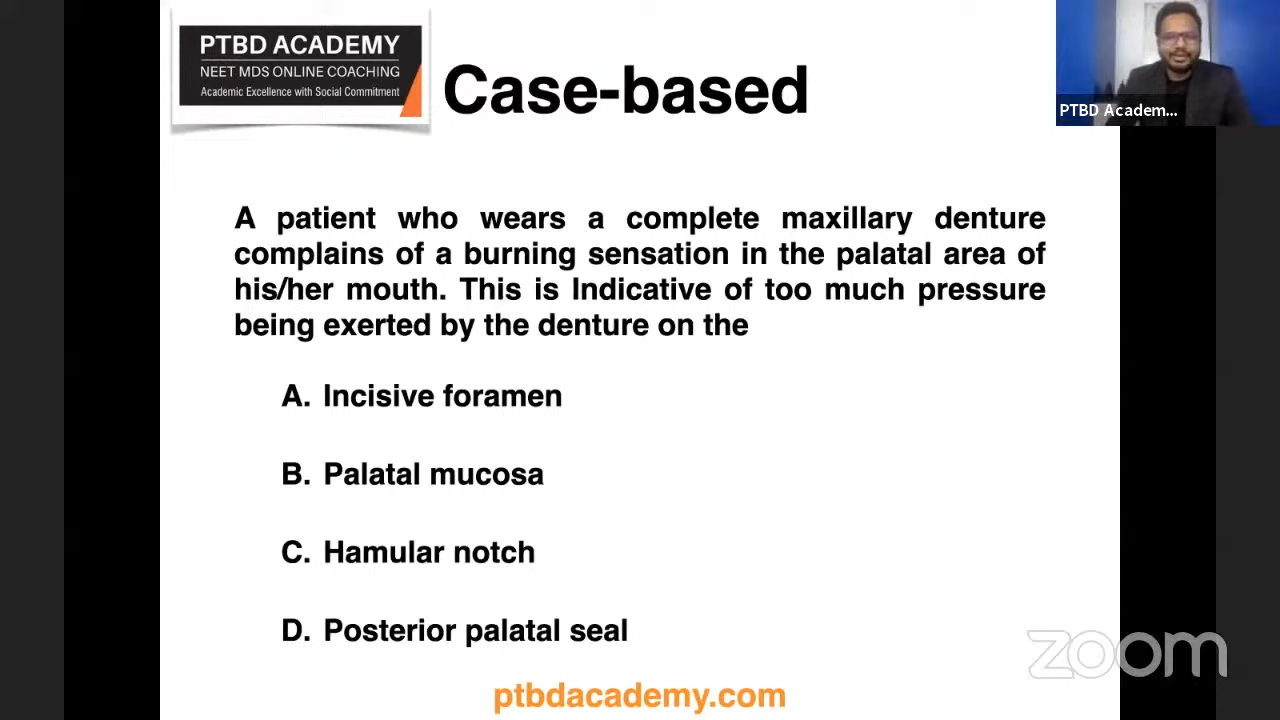 PTBD ACADEMY
NEET MDS ONLINE COACHING
Academic Excellence with Social Commitment
Case-based
PTBD Academ...
A patient who wears a complete maxillary denture
complains of a burning sensation in the palatal area of
his/her mouth. This is Indicative of too much pressure
being exerted by the denture on the
A. Incisive foramen
B. Palatal mucosa
C. Hamular notch
D. Posterior palatal seal
zoom
ptbdacademy.com